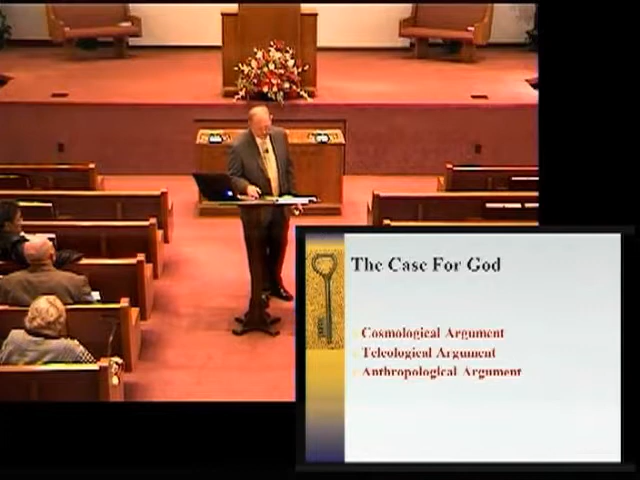 The Case For God
Cosmological Argument
Teleological Argument
Anthropological Argument